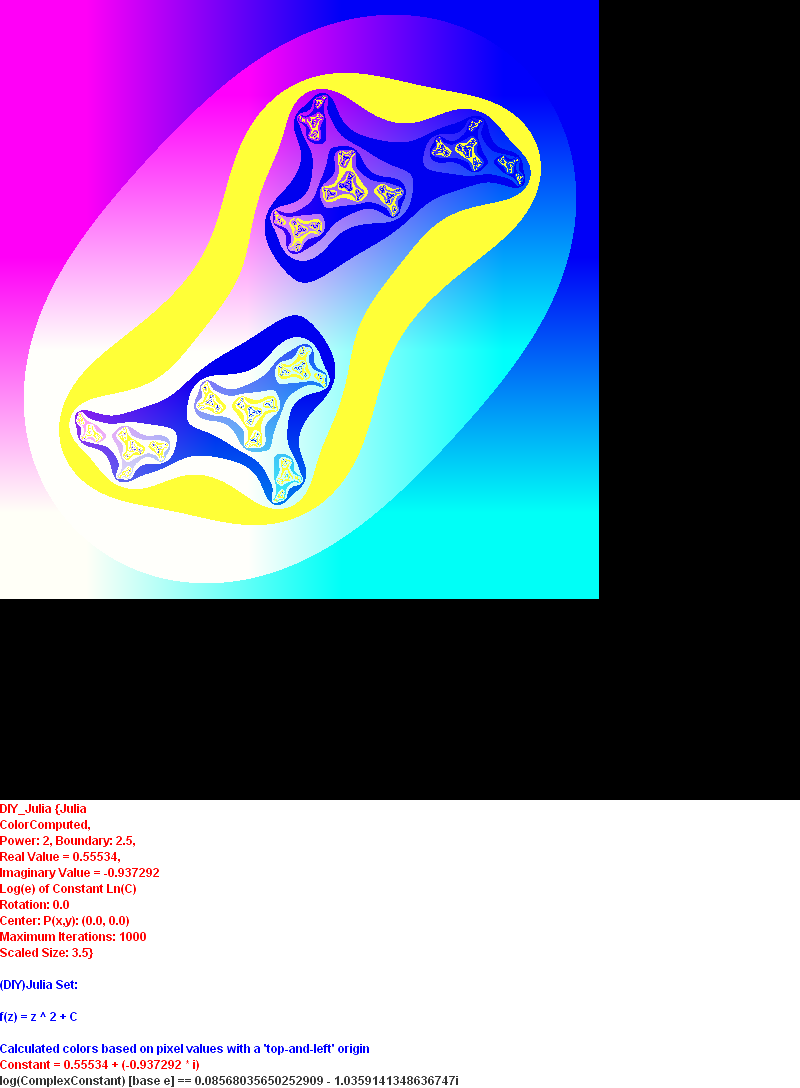 DIY_Julia {Julia
ColorComputed,
Power: 2, Boundary: 2.5,
Real Value = 0.55534,
Imaginary Value = -0.937292
Log(e) of Constant Ln(C)
Rotation: 0.0
Center: P(x,y): (0.0, 0.0)
Maximum Iterations: 1000
Scaled Size: 3.5}
(DIY)Julia Set:
f(z) = z ^ 2 + C
Calculated colors based on pixel values with a 'top-and-left' origin
Constant = 0.55534 + (-0.937292 * i)
log(ComplexConstant) [base e] == 0.08568035650252909 - 1.0359141348636747i